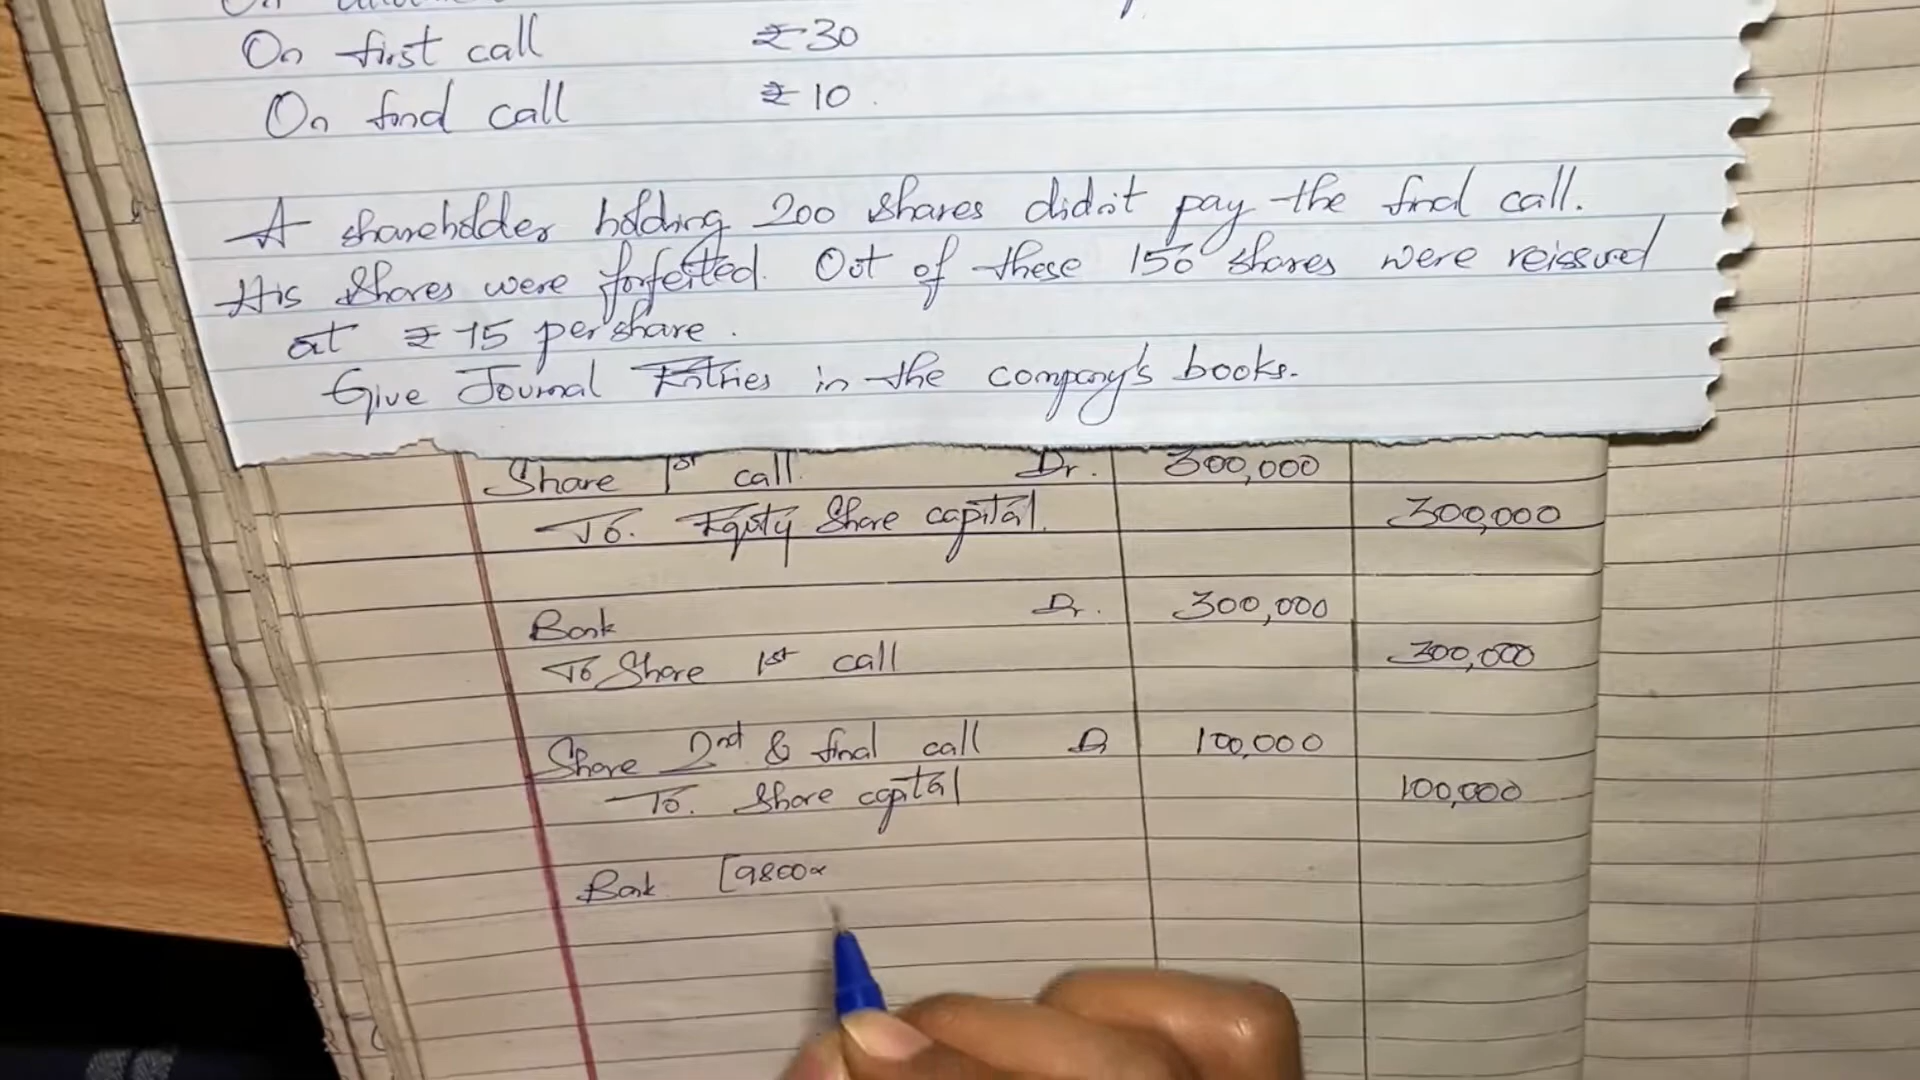 On
On first call ₹30
On final call ₹10.
A shareholder holding 200 shares didn't pay the final call.
His shares were forfeited. Out of these 150 shares were reissued
at ₹75 per share.
Give Journal Entries in the company's books.
Share 1st call. Dr. 300,000
To. Equity Share capital. 300,000
Bank Dr. 300,000
To Share 1st call 300,000
Share 2nd & final call D 100,000
To. Share capital 100,000
Bank [9800×